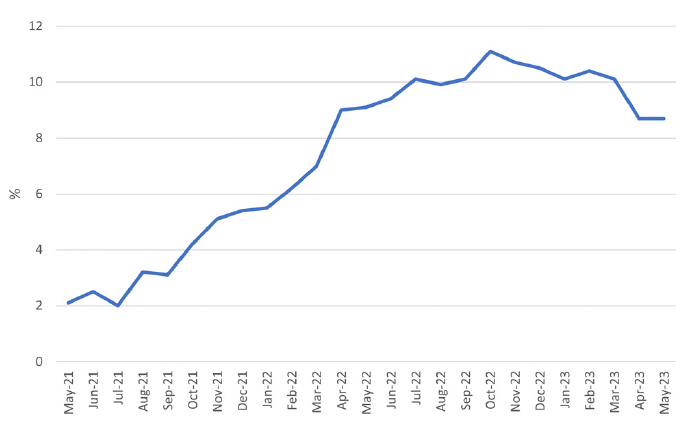 12
10
8
6
4
2
0
%
May-21
Jun-21
Jul-21
Aug-21
Sep-21
Oct-21
Nov-21
Dec-21
Jan-22
Feb-22
Mar-22
Apr-22
May-22
Jun-22
Jul-22
Aug-22
Sep-22
Oct-22
Nov-22
Dec-22
Jan-23
Feb-23
Mar-23
Apr-23
May-23